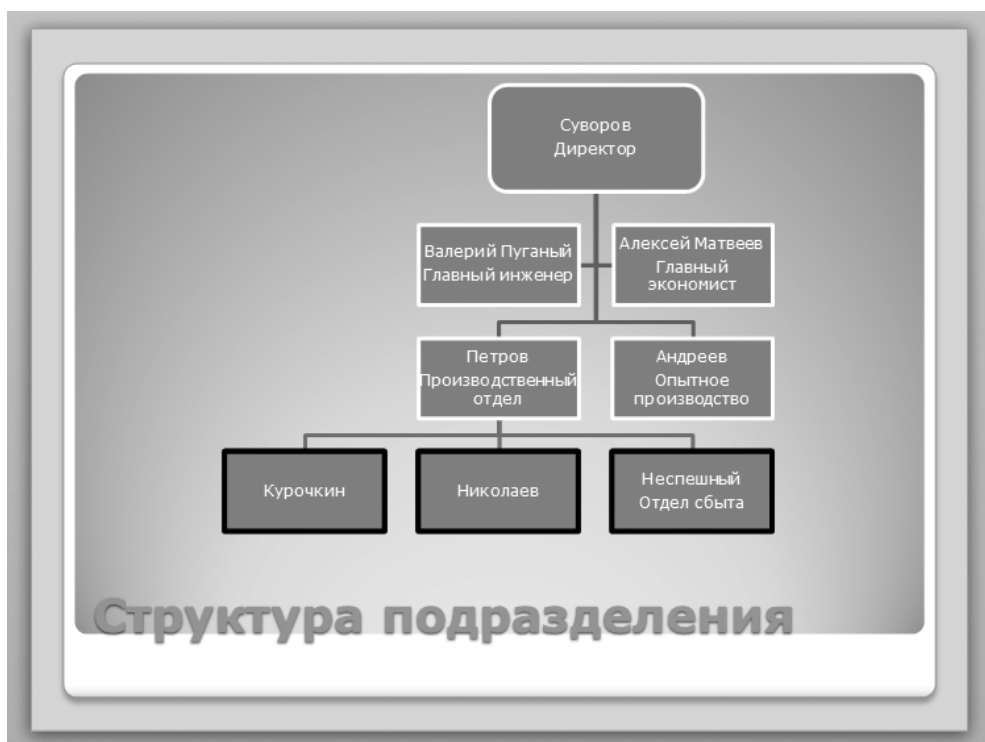 Суворов
Директор
Валерий Пуганый
Главный инженер
Алексей Матвеев
Главный
экономист
Петров
Производственный
отдел
Андреев
Опытное
производство
Курочкин
Николаев
Неспешный
Отдел сбыта
Структура подразделения